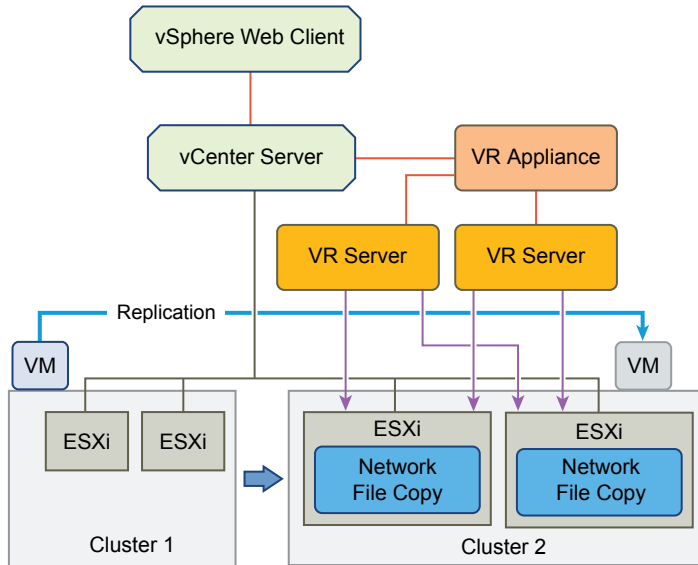 vSphere Web Client
vCenter Server
VR Appliance
VR Server
VR Server
Replication
VM
VM
ESXi
ESXi
ESXi
ESXi
Network
File Copy
Network
File Copy
Cluster 1
Cluster 2